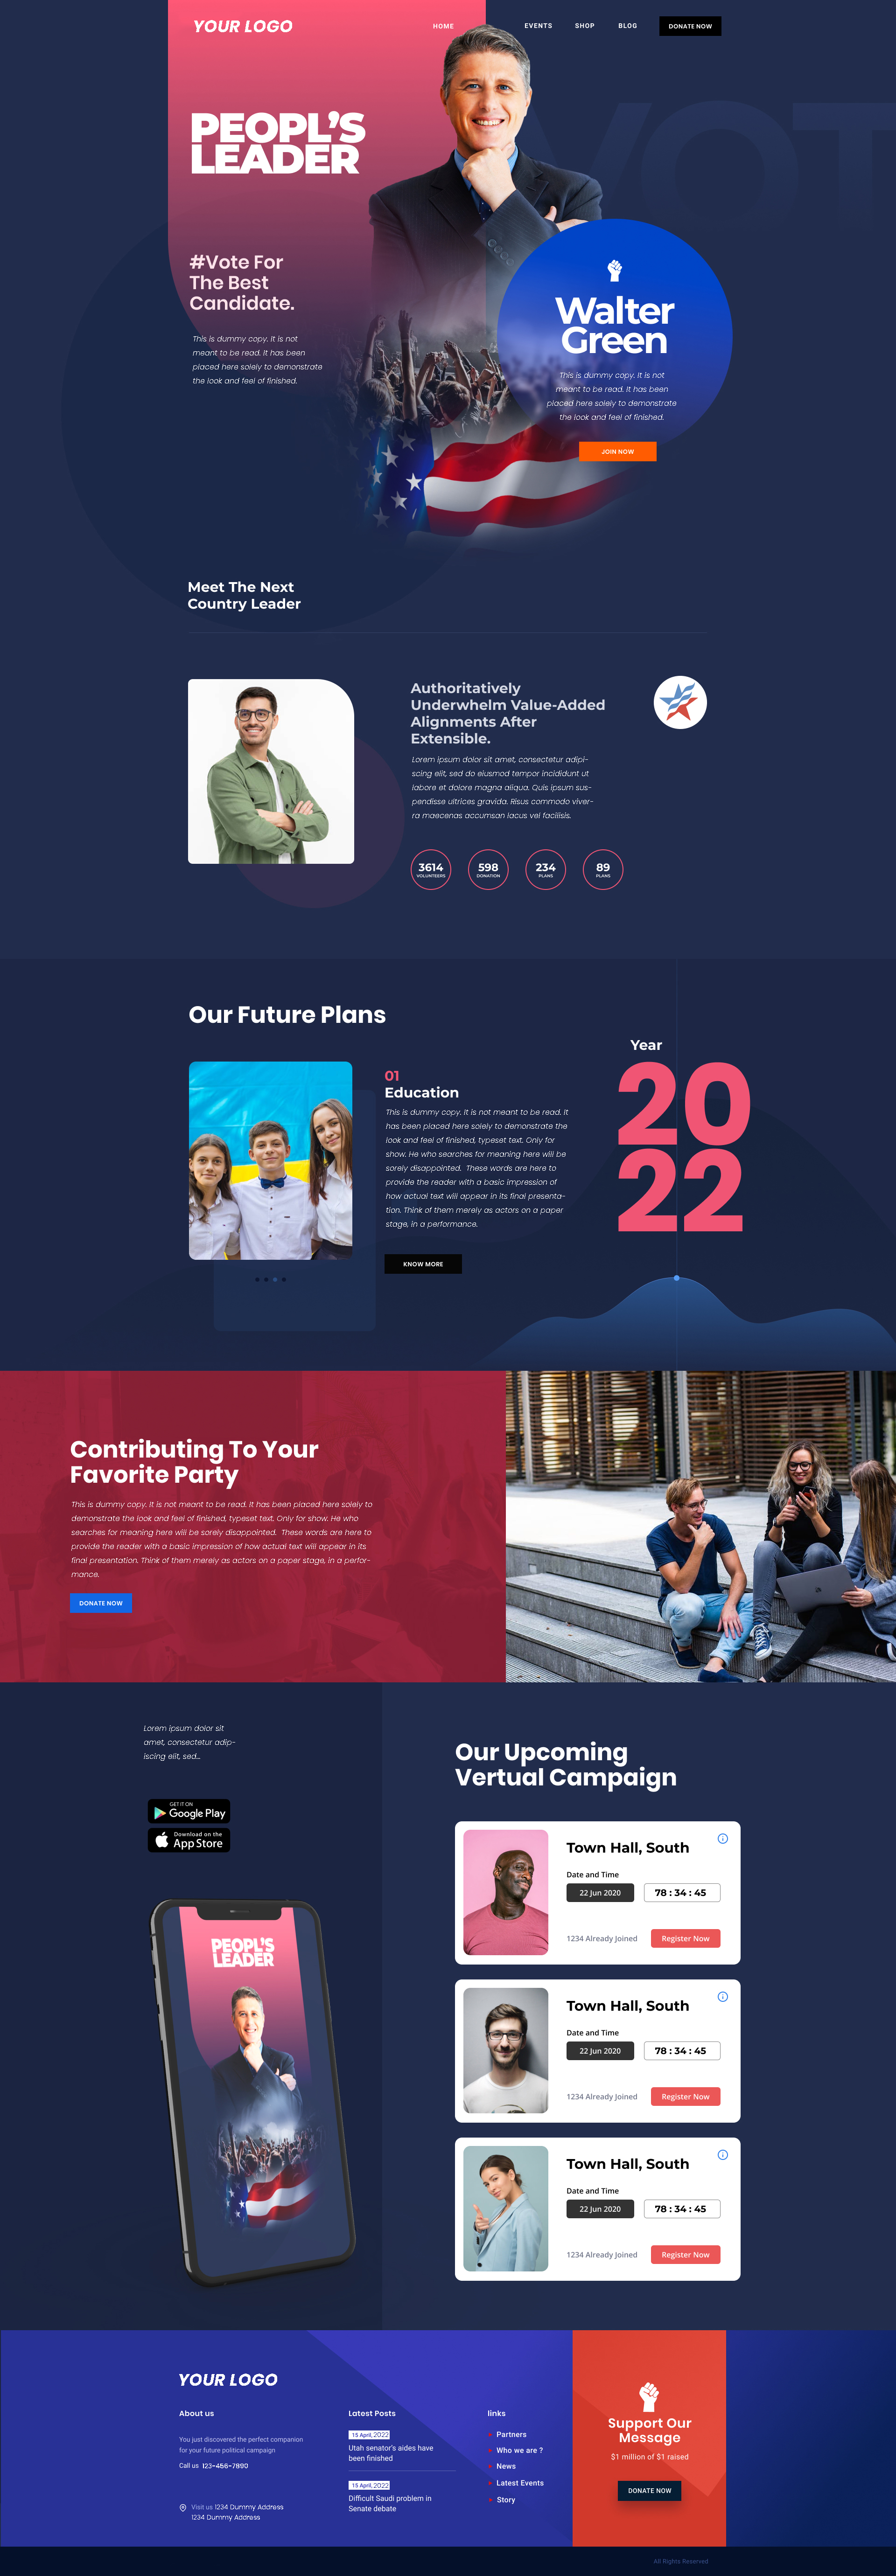 YOUR LOGO
HOME
EVENTS
SHOP
BLOG
DONATE NOW
VOT
PEOPL'S
LEADER
#Vote For
The Best
Candidate.
This is dummy copy. It is not
meant to be read. It has been
placed here solely to demonstrate
the look and feel of finished.
Walter
Green
This is dummy copy. It is not
meant to be read. It has been
placed here solely to demonstrate
the look and feel of finished.
JOIN NOW
Meet The Next
Country Leader
Authoritatively
Underwhelm Value-Added
Alignments After
Extensible.
Lorem ipsum dolor sit amet, consectetur adipi-
scing elit, sed do eiusmod tempor incididunt ut
labore et dolore magna aliqua. Quis ipsum sus-
pendisse ultrices gravida. Risus commodo viver-
ra maecenas accumsan lacus vel facilisis.
3614
VOLUNTEERS
598
DONATION
234
PLANS
89
PLANS
Our Future Plans
01
Education
This is dummy copy. It is not meant to be read. It
has been placed here solely to demonstrate the
look and feel of finished, typeset text. Only for
show. He who searches for meaning here will be
sorely disappointed. These words are here to
provide the reader with a basic impression of
how actual text will appear in its final presenta-
tion. Think of them merely as actors on a paper
stage, in a performance.
KNOW MORE
Year
20
22
Contributing To Your
Favorite Party
This is dummy copy. It is not meant to be read. It has been placed here solely to
demonstrate the look and feel of finished, typeset text. Only for show. He who
searches for meaning here will be sorely disappointed. These words are here to
provide the reader with a basic impression of how actual text will appear in its
final presentation. Think of them merely as actors on a paper stage, in a perfor-
mance.
DONATE NOW
Lorem ipsum dolor sit
amet, consectetur adip-
iscing elit, sed...
GET IT ON
Google Play
Download on the
App Store
PEOPL'S
LEADER
Our Upcoming
Vertual Campaign
Town Hall, South
Date and Time
22 Jun 2020
78 : 34 : 45
1234 Already Joined
Register Now
Town Hall, South
Date and Time
22 Jun 2020
78 : 34 : 45
1234 Already Joined
Register Now
Town Hall, South
Date and Time
22 Jun 2020
78 : 34 : 45
1234 Already Joined
Register Now
YOUR LOGO
About us
You just discovered the perfect companion
for your future political campaign
Call us 123-456-7890
Visit us 1234 Dummy Address
1234 Dummy Address
Latest Posts
15 April, 2022
Utah senator's aides have
been finished
15 April, 2022
Difficult Saudi problem in
Senate debate
links
Partners
Who we are ?
News
Latest Events
Story
Support Our
Message
$1 million of $1 raised
DONATE NOW
All Rights Reserved